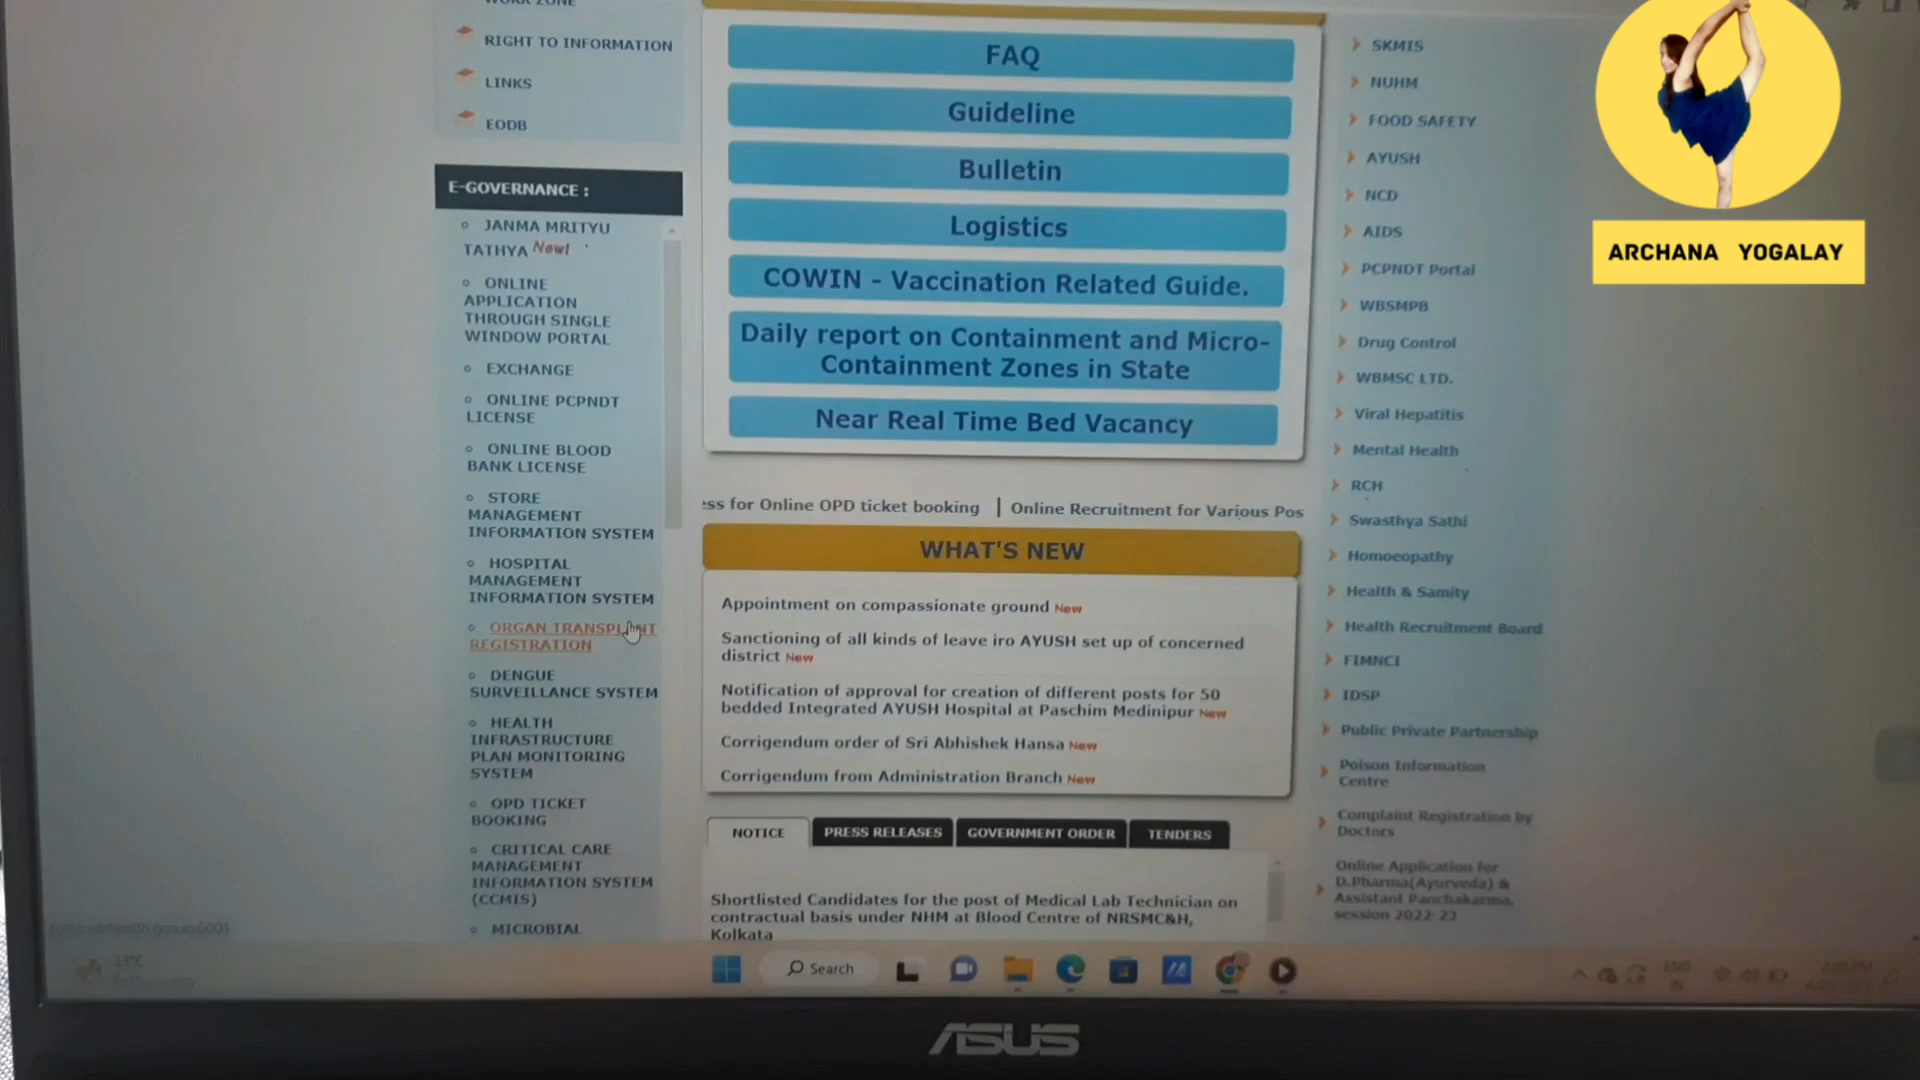 RIGHT TO INFORMATION
LINKS
EODB
E-GOVERNANCE :
JANMA MRITYU
TATHYA New!
ONLINE
APPLICATION
THROUGH SINGLE
WINDOW PORTAL
EXCHANGE
ONLINE PCPNDT
LICENSE
ONLINE BLOOD
BANK LICENSE
STORE
MANAGEMENT
INFORMATION SYSTEM
HOSPITAL
MANAGEMENT
INFORMATION SYSTEM
ORGAN TRANSPLANT
REGISTRATION
DENGUE
SURVEILLANCE SYSTEM
HEALTH
INFRASTRUCTURE
PLAN MONITORING
SYSTEM
OPD TICKET
BOOKING
CRITICAL CARE
MANAGEMENT
INFORMATION SYSTEM
(CCMIS)
MICROBIAL
FAQ
Guideline
Bulletin
Logistics
COWIN - Vaccination Related Guide.
Daily report on Containment and Micro-
Containment Zones in State
Near Real Time Bed Vacancy
ess for Online OPD ticket booking | Online Recruitment for Various Pos
WHAT'S NEW
Appointment on compassionate ground New
Sanctioning of all kinds of leave iro AYUSH set up of concerned
district New
Notification of approval for creation of different posts for 50
bedded Integrated AYUSH Hospital at Paschim Medinipur New
Corrigendum order of Sri Abhishek Hansa New
Corrigendum from Administration Branch New
NOTICE PRESS RELEASES GOVERNMENT ORDER TENDERS
Shortlisted Candidates for the post of Medical Lab Technician on
contractual basis under NHM at Blood Centre of NRSMC&H,
Kolkata
SKMIS
NUHM
FOOD SAFETY
AYUSH
NCD
AIDS
PCPNDT Portal
WBSMPB
Drug Control
WBMSC LTD.
Viral Hepatitis
Mental Health
RCH
Swasthya Sathi
Homoeopathy
Health & Samity
Health Recruitment Board
FIMNCI
IDSP
Public Private Partnership
Poison Information
Centre
Complaint Registration by
Doctors
Online Application for
D.Pharma(Ayurveda) &
Assistant Panchakarma,
session 2022-23
ARCHANA YOGALAY
33°C
Search
ENG
ASUS